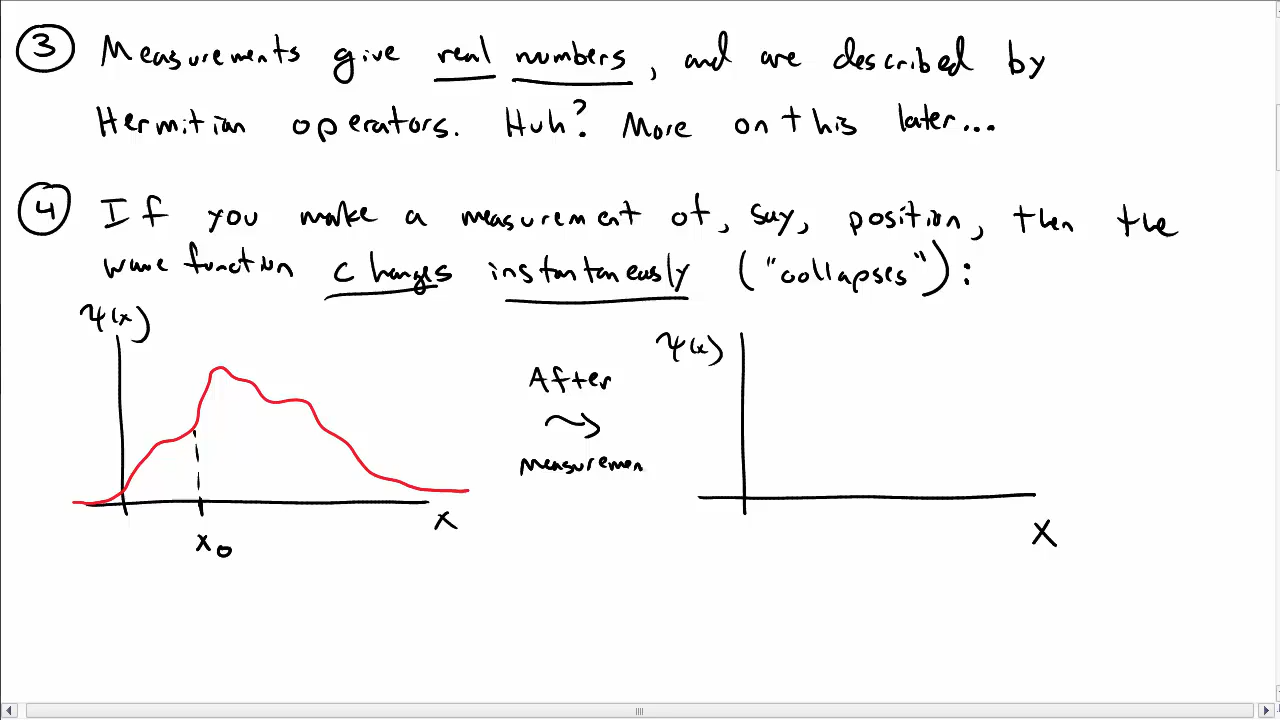 ③ Measurements give real numbers, and are described by
Hermitian operators. Huh? More on this later...
④ If you make a measurement of, say, position, then the
wave function changes instantaneously ("collapses"):
Ψ(x)
x
x₀
After
measuremen
Ψ(x)
x